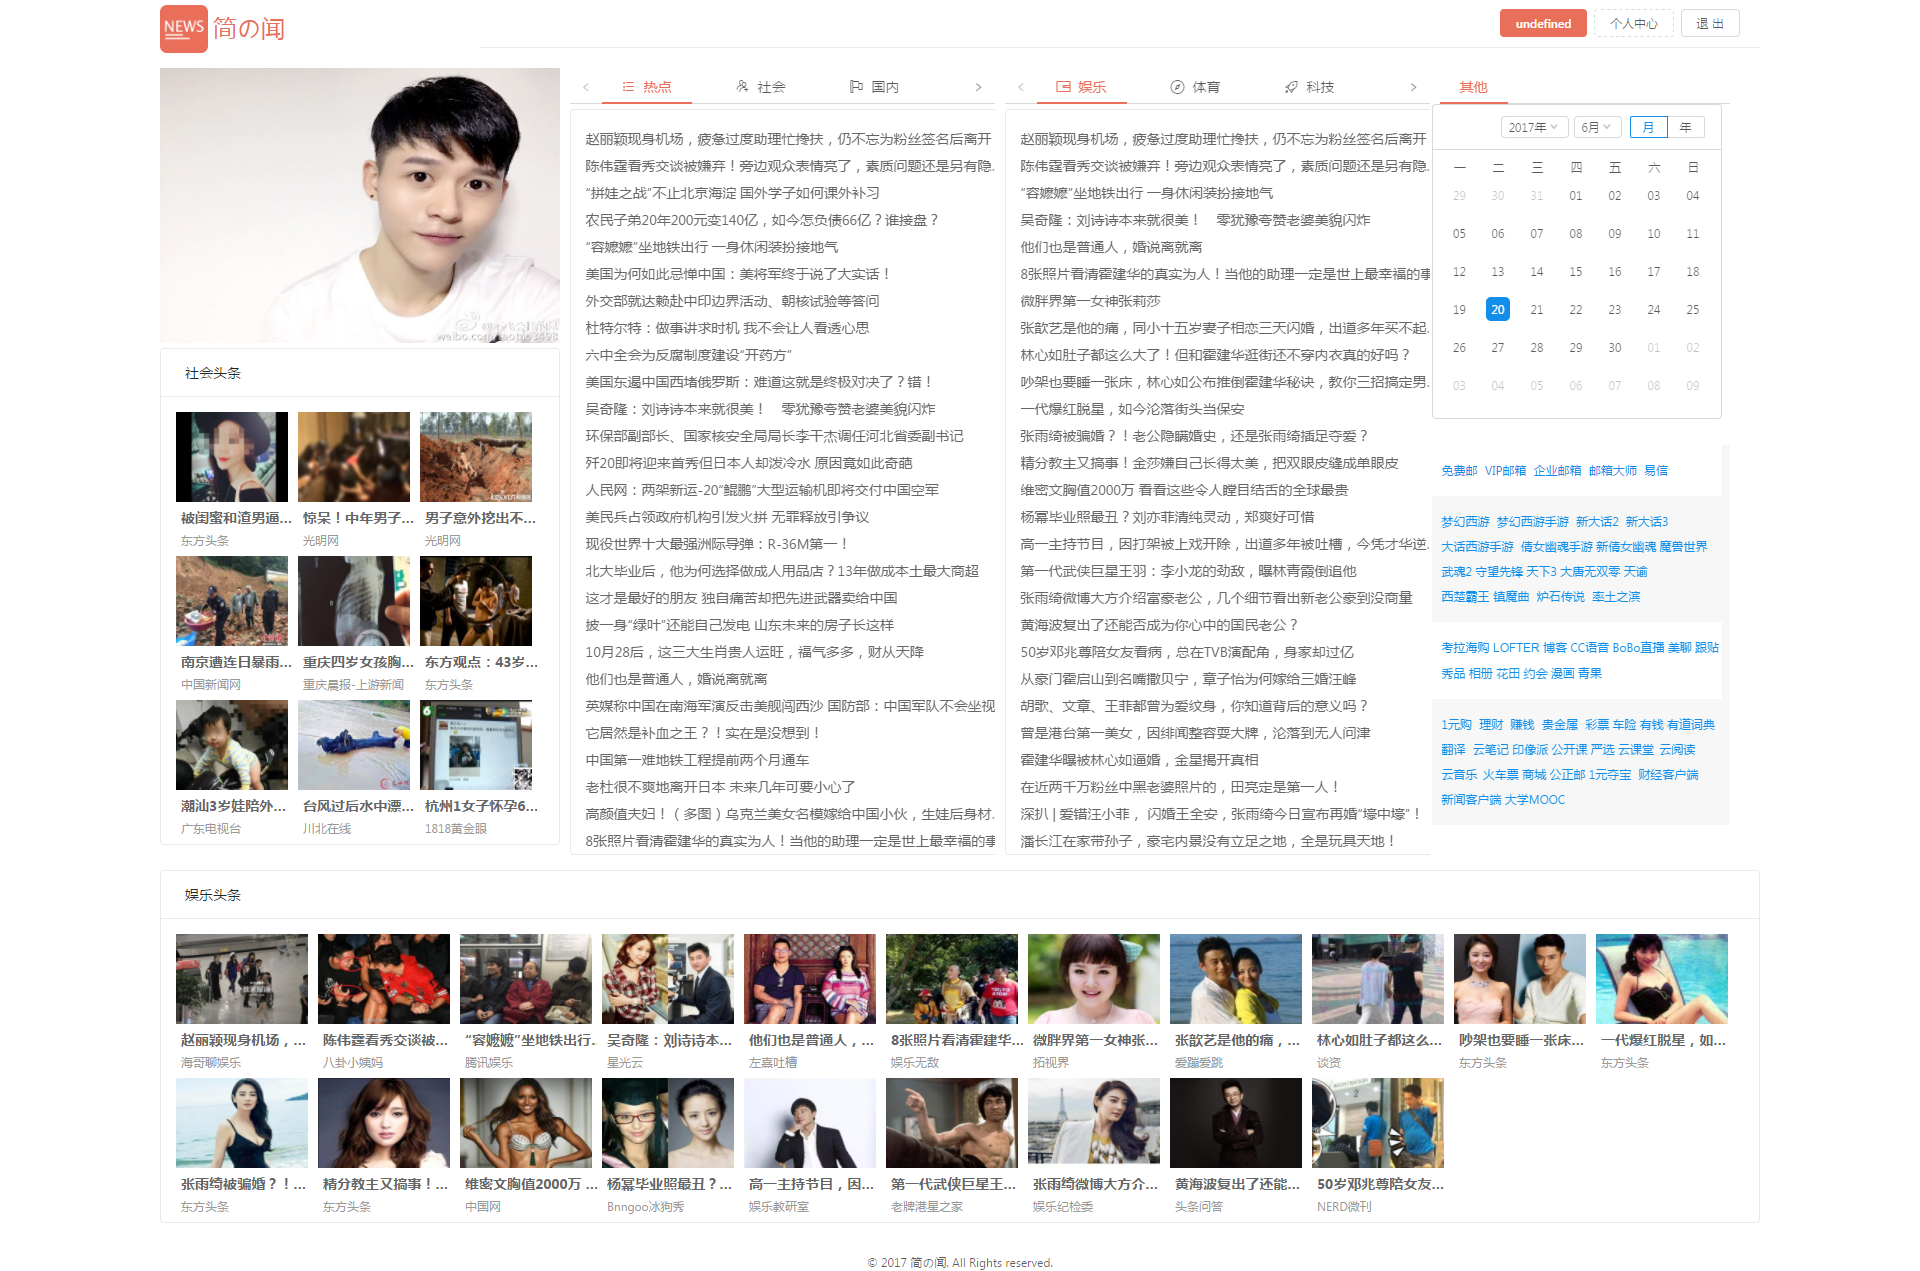 NEWS
简の闻
undefined
个人中心
退 出
热点
社会
国内
娱乐
体育
科技
其他
weibo.com
社会头条
被闺蜜和渣男逼...
惊呆！中年男子...
男子意外挖出不...
东方头条
光明网
光明网
南京遭连日暴雨...
重庆四岁女孩胸...
东方观点：43岁...
中国新闻网
重庆晨报-上游新闻
东方头条
潮汕3岁娃陪外...
台风过后水中漂...
杭州1女子怀孕6...
广东电视台
川北在线
1818黄金眼
赵丽颖现身机场，疲惫过度助理忙搀扶，仍不忘为粉丝签名后离开
陈伟霆看秀交谈被嫌弃！旁边观众表情亮了，素质问题还是另有隐.
“拼娃之战”不止北京海淀 国外学子如何课外补习
农民子弟20年200元变140亿，如今怎负债66亿？谁接盘？
“容嬷嬷”坐地铁出行 一身休闲装扮接地气
美国为何如此忌惮中国：美将军终于说了大实话！
外交部就达赖赴中印边界活动、朝核试验等答问
杜特尔特：做事讲求时机 我不会让人看透心思
六中全会为反腐制度建设“开药方”
美国东遏中国西堵俄罗斯：难道这就是终极对决了？错！
吴奇隆：刘诗诗本来就很美！ 零犹豫夸赞老婆美貌闪炸
环保部副部长、国家核安全局局长李干杰调任河北省委副书记
歼20即将迎来首秀但日本人却泼冷水 原因竟如此奇葩
人民网：两架新运-20“鲲鹏”大型运输机即将交付中国空军
美民兵占领政府机构引发火拼 无罪释放引争议
现役世界十大最强洲际导弹：R-36M第一！
北大毕业后，他为何选择做成人用品店？13年做成本土最大商超
这才是最好的朋友 独自痛苦却把先进武器卖给中国
披一身“绿叶”还能自己发电 山东未来的房子长这样
10月28后，这三大生肖贵人运旺，福气多多，财从天降
他们也是普通人，婚说离就离
英媒称中国在南海军演反击美舰闯西沙 国防部：中国军队不会坐视
它居然是补血之王？！实在是没想到！
中国第一难地铁工程提前两个月通车
老杜很不爽地离开日本 未来几年可要小心了
高颜值夫妇！（多图）乌克兰美女名模嫁给中国小伙，生娃后身材.
8张照片看清霍建华的真实为人！当他的助理一定是世上最幸福的事
赵丽颖现身机场，疲惫过度助理忙搀扶，仍不忘为粉丝签名后离开
陈伟霆看秀交谈被嫌弃！旁边观众表情亮了，素质问题还是另有隐.
“容嬷嬷”坐地铁出行 一身休闲装扮接地气
吴奇隆：刘诗诗本来就很美！ 零犹豫夸赞老婆美貌闪炸
他们也是普通人，婚说离就离
8张照片看清霍建华的真实为人！当他的助理一定是世上最幸福的事
微胖界第一女神张莉莎
张歆艺是他的痛，同小十五岁妻子相恋三天闪婚，出道多年买不起.
林心如肚子都这么大了！但和霍建华逛街还不穿内衣真的好吗？
吵架也要睡一张床，林心如公布推倒霍建华秘诀，教你三招搞定男.
一代爆红脱星，如今沦落街头当保安
张雨绮被骗婚？！老公隐瞒婚史，还是张雨绮插足夺爱？
精分教主又搞事！金莎嫌自己长得太美，把双眼皮缝成单眼皮
维密文胸值2000万 看看这些令人瞠目结舌的全球最贵
杨幂毕业照最丑？刘亦菲清纯灵动，郑爽好可惜
高一主持节目，因打架被上戏开除，出道多年被吐槽，今凭才华逆.
第一代武侠巨星王羽：李小龙的劲敌，曝林青霞倒追他
张雨绮微博大方介绍富豪老公，几个细节看出新老公豪到没商量
黄海波复出了还能否成为你心中的国民老公？
50岁邓兆尊陪女友看病，总在TVB演配角，身家却过亿
从豪门霍启山到名嘴撒贝宁，章子怡为何嫁给三婚汪峰
胡歌、文章、王菲都曾为爱纹身，你知道背后的意义吗？
曾是港台第一美女，因绯闻整容耍大牌，沦落到无人问津
霍建华曝被林心如逼婚，金星揭开真相
在近两千万粉丝中黑老婆照片的，田亮定是第一人！
深扒 | 爱错汪小菲， 闪婚王全安，张雨绮今日宣布再婚“壕中壕”！
潘长江在家带孙子，豪宅内景没有立足之地，全是玩具天地！
2017年
6月
月
年
一 二 三 四 五 六 日
29 30 31 01 02 03 04
05 06 07 08 09 10 11
12 13 14 15 16 17 18
19 20 21 22 23 24 25
26 27 28 29 30 01 02
03 04 05 06 07 08 09
免费邮 VIP邮箱 企业邮箱 邮箱大师 易信
梦幻西游 梦幻西游手游 新大话2 新大话3
大话西游手游 倩女幽魂手游 新倩女幽魂 魔兽世界
武魂2 守望先锋 天下3 大唐无双零 天谕
西楚霸王 镇魔曲 炉石传说 率土之滨
考拉海购 LOFTER 博客 CC语音 BoBo直播 美聊 跟贴
秀品 相册 花田 约会 漫画 青果
1元购 理财 赚钱 贵金属 彩票 车险 有钱 有道词典
翻译 云笔记 印像派 公开课 严选 云课堂 云阅读
云音乐 火车票 商城 公正邮 1元夺宝 财经客户端
新闻客户端 大学MOOC
娱乐头条
赵丽颖现身机场，...
陈伟霆看秀交谈被...
“容嬷嬷”坐地铁出行.
吴奇隆：刘诗诗本...
他们也是普通人，...
8张照片看清霍建华...
微胖界第一女神张...
张歆艺是他的痛，...
林心如肚子都这么...
吵架也要睡一张床...
一代爆红脱星，如...
海哥聊娱乐
八卦小姨妈
腾讯娱乐
星光云
左喜吐槽
娱乐无敌
拓视界
爱蹦爱跳
谈资
东方头条
东方头条
张雨绮被骗婚？！...
精分教主又搞事！...
维密文胸值2000万 ...
杨幂毕业照最丑？...
高一主持节目，因...
第一代武侠巨星王...
张雨绮微博大方介...
黄海波复出了还能...
50岁邓兆尊陪女友...
东方头条
东方头条
中国网
Bnngoo冰狗秀
娱乐教研室
老牌港星之家
娱乐纪检委
头条问答
NERD微刊
© 2017 简の闻. All Rights reserved.